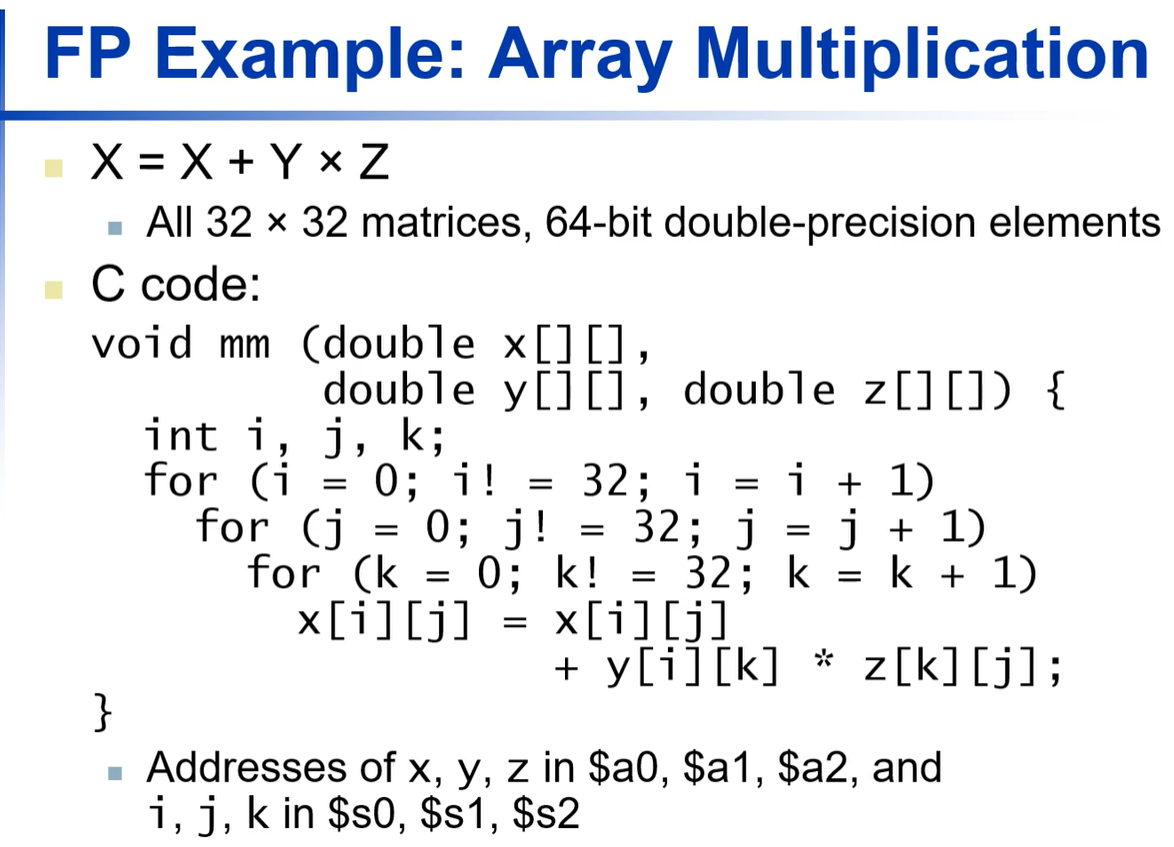 FP Example: Array Multiplication
X = X + Y × Z
All 32 × 32 matrices, 64-bit double-precision elements
C code:
void mm (double x[][],
double y[][], double z[][]) {
int i, j, k;
for (i = 0; i! = 32; i = i + 1)
for (j = 0; j! = 32; j = j + 1)
for (k = 0; k! = 32; k = k + 1)
x[i][j] = x[i][j]
+ y[i][k] * z[k][j];
}
Addresses of x, y, z in $a0, $a1, $a2, and
i, j, k in $s0, $s1, $s2